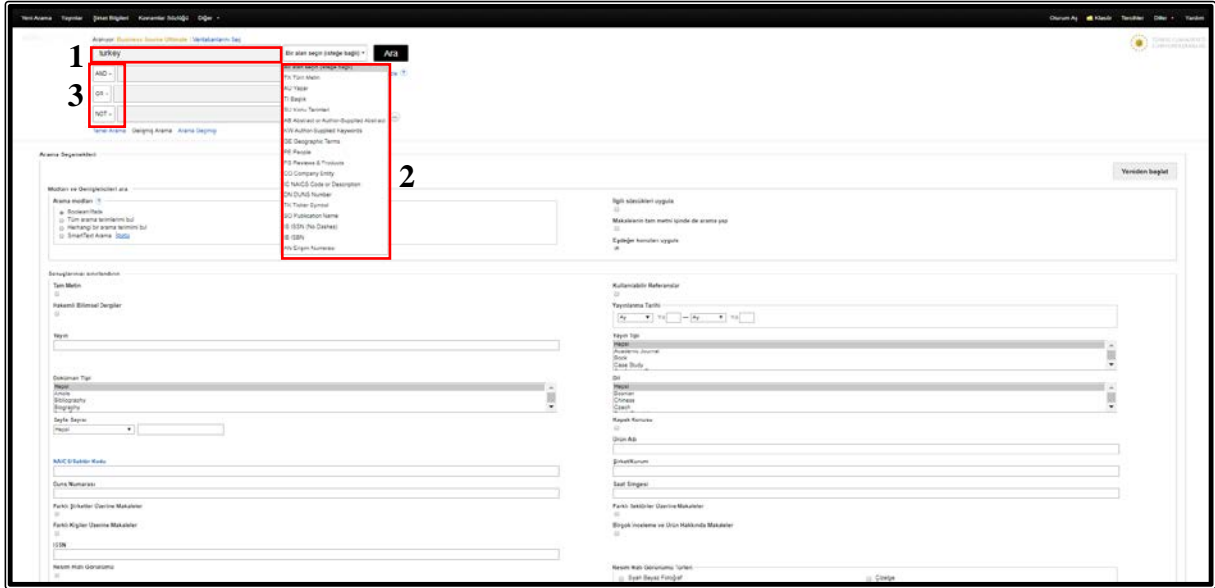 Yeni Arama Yayınlar Şirket Bilgileri Kavramlar Sözlüğü Diğer
Oturum Aç Klasör Tercihler Diller Yardım
Aranıyor: Business Source Ultimate Veritabanlarını Seç
1
turkey
Bir alan seçin (isteğe bağlı)
Ara
3
AND
OR
NOT
TX Tüm Metin
AU Yazar
TI Başlık
SU Konu Terimleri
AB Abstract or Author-Supplied Abstract
KW Author-Supplied Keywords
GE Geographic Terms
PE People
PS Reviews & Products
CO Company Entity
IC NAICS Code or Description
DN DUNS Number
TK Ticker Symbol
SO Publication Name
IS ISSN (No Dashes)
IB ISBN
AN Erişim Numarası
2
Temel Arama Gelişmiş Arama Arama Geçmişi
Arama Seçenekleri
Yeniden başlat
Modları ve Genişleticileri ara
Arama modları
Boolean/İfade
Tüm arama terimlerimi bul
Herhangi bir arama terimimi bul
SmartText Arama
İlgili sözcükleri uygula
Makalelerin tam metni içinde de arama yap
Eşdeğer konuları uygula
Sonuçlarınızı sınırlandırın
Tam Metin
Hakemli Bilimsel Dergiler
Yayın
Doküman Tipi
Hepsi
Article
Bibliography
Biography
Sayfa Sayısı
Hepsi
NAICS/Sektör Kodu
Duns Numarası
Farklı Şirketler Üzerine Makaleler
Farklı Kişiler Üzerine Makaleler
ISSN
Resim Hızlı Görünümü
Kullanılabilir Referanslar
Yayınlanma Tarihi
Ay Yıl — Ay Yıl
Yayın Tipi
Hepsi
Academic Journal
Book
Case Study
Dil
Hepsi
Bosnian
Chinese
Czech
Kapak Konusu
Ürün Adı
Şirket/Kurum
Saat Simgesi
Farklı Sektörler Üzerine Makaleler
Birçok İnceleme ve Ürün Hakkında Makaleler
Resim Hızlı Görünümü Türleri
Siyah Beyaz Fotoğraf
Çizelge